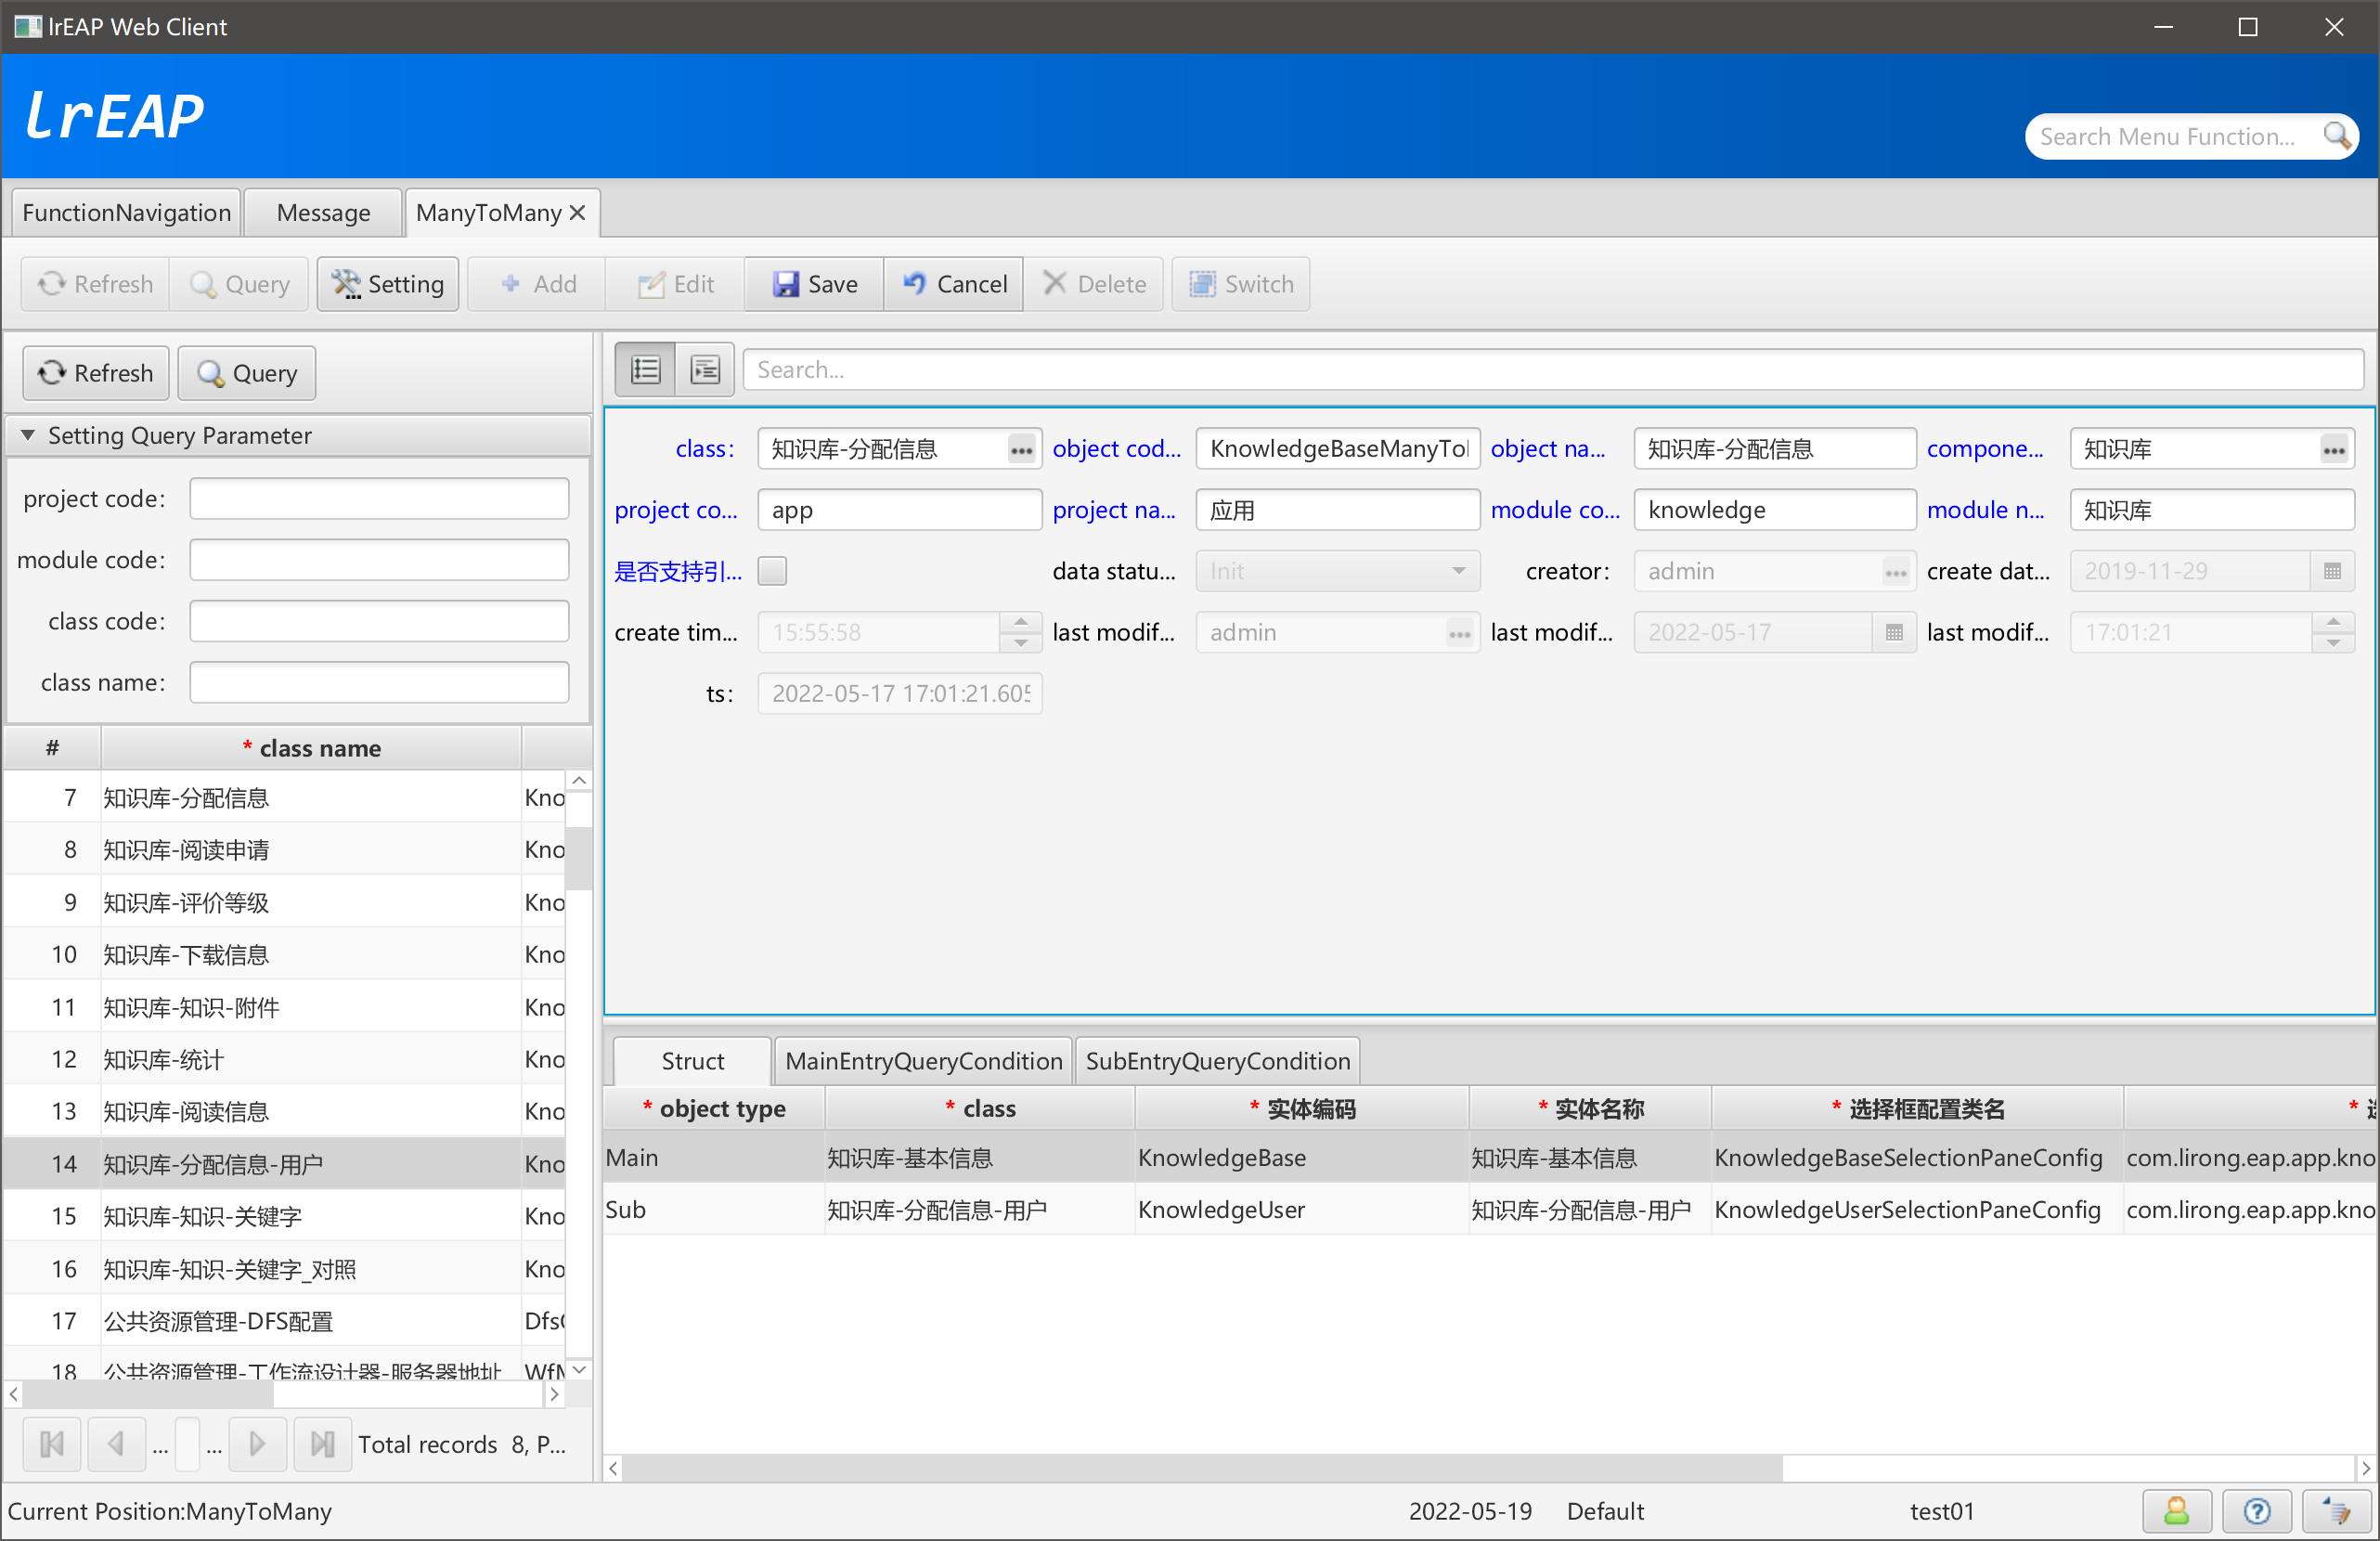 lrEAP Web Client
lrEAP
Search Menu Function...
FunctionNavigation
Message
ManyToMany
Refresh
Query
Setting
Add
Edit
Save
Cancel
Delete
Switch
Refresh
Query
Setting Query Parameter
project code:
module code:
class code:
class name:
# * class name
7 知识库-分配信息 Kno
8 知识库-阅读申请 Kno
9 知识库-评价等级 Kno
10 知识库-下载信息 Kno
11 知识库-知识-附件 Kno
12 知识库-统计 Kno
13 知识库-阅读信息 Kno
14 知识库-分配信息-用户 Kno
15 知识库-知识-关键字 Kno
16 知识库-知识-关键字_对照 Kno
17 公共资源管理-DFS配置 Dfs
18 公共资源管理-工作流设计器-服务器地址 Wf
... ... Total records 8, P...
Search...
class: 知识库-分配信息 object cod... KnowledgeBaseManyTo object na... 知识库-分配信息 compone... 知识库
project co... app project na... 应用 module co... knowledge module n... 知识库
是否支持引... data statu... Init creator: admin create dat... 2019-11-29
create tim... 15:55:58 last modif... admin last modif... 2022-05-17 last modif... 17:01:21
ts: 2022-05-17 17:01:21.605
Struct
MainEntryQueryCondition
SubEntryQueryCondition
* object type * class * 实体编码 * 实体名称 * 选择框配置类名 *
Main 知识库-基本信息 KnowledgeBase 知识库-基本信息 KnowledgeBaseSelectionPaneConfig com.lirong.eap.app.kno
Sub 知识库-分配信息-用户 KnowledgeUser 知识库-分配信息-用户 KnowledgeUserSelectionPaneConfig com.lirong.eap.app.kno
Current Position:ManyToMany
2022-05-19
Default
test01